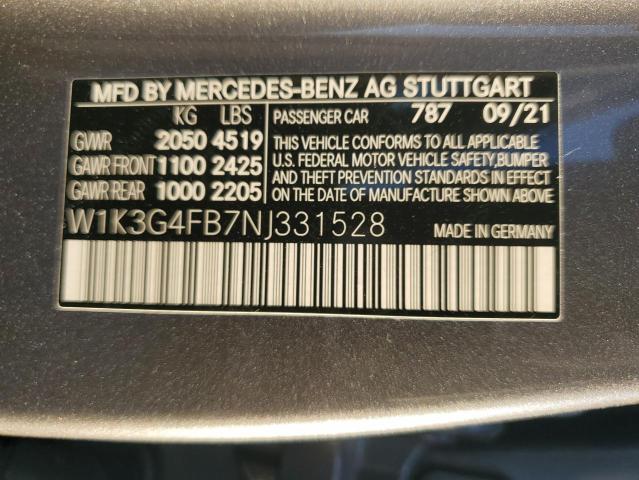 MFD BY MERCEDES-BENZ AG STUTTGART
KG LBS
GVWR 2050 4519
GAWR FRONT 1100 2425
GAWR REAR 1000 2205
PASSENGER CAR 787 09/21
THIS VEHICLE CONFORMS TO ALL APPLICABLE
U.S. FEDERAL MOTOR VEHICLE SAFETY,BUMPER
AND THEFT PREVENTION STANDARDS IN EFFECT
ON THE DATE OF MANUFACTURE SHOWN ABOVE.
W1K3G4FB7NJ331528
MADE IN GERMANY